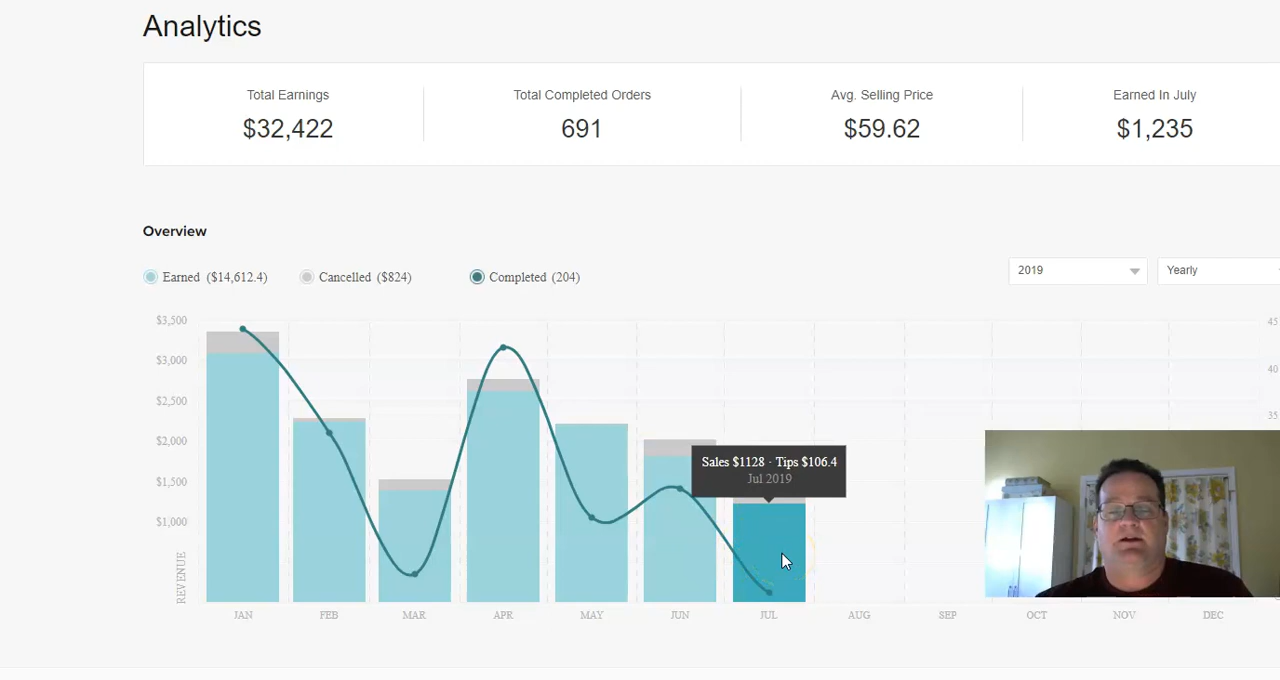 Analytics
Total Earnings
$32,422
Total Completed Orders
691
Avg. Selling Price
$59.62
Earned In July
$1,235
Overview
Earned ($14,612.4)
Cancelled ($824)
Completed (204)
2019
Yearly
$3,500
$3,000
$2,500
$2,000
$1,500
$1,000
REVENUE
45
40
35
Sales $1128 · Tips $106.4
Jul 2019
JAN FEB MAR APR MAY JUN JUL AUG SEP OCT NOV DEC